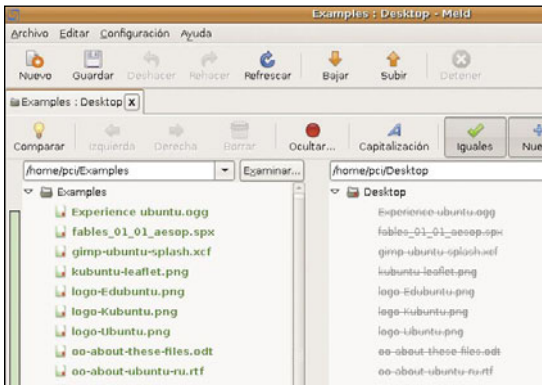 Examples : Desktop - Meld
Archivo Editar Configuración Ayuda
Nuevo Guardar Deshacer Rehacer Refrescar Bajar Subir Detener
Examples : Desktop X
Comparar Izquierda Derecha Borrar Ocultar... Capitalización Iguales Nue
/home/pci/Examples Examinar... /home/pci/Desktop
Examples Desktop
Experience ubuntu.ogg Experience ubuntu.ogg
fables_01_01_aesop.spx fables_01_01_aesop.spx
gimp-ubuntu-splash.xcf gimp-ubuntu-splash.xcf
kubuntu-leaflet.png kubuntu-leaflet.png
logo-Edubuntu.png logo-Edubuntu.png
logo-Kubuntu.png logo-Kubuntu.png
logo-Ubuntu.png logo-Ubuntu.png
oo-about-these-files.odt oo-about-these-files.odt
oo-about-ubuntu-ru.rtf oo-about-ubuntu-ru.rtf